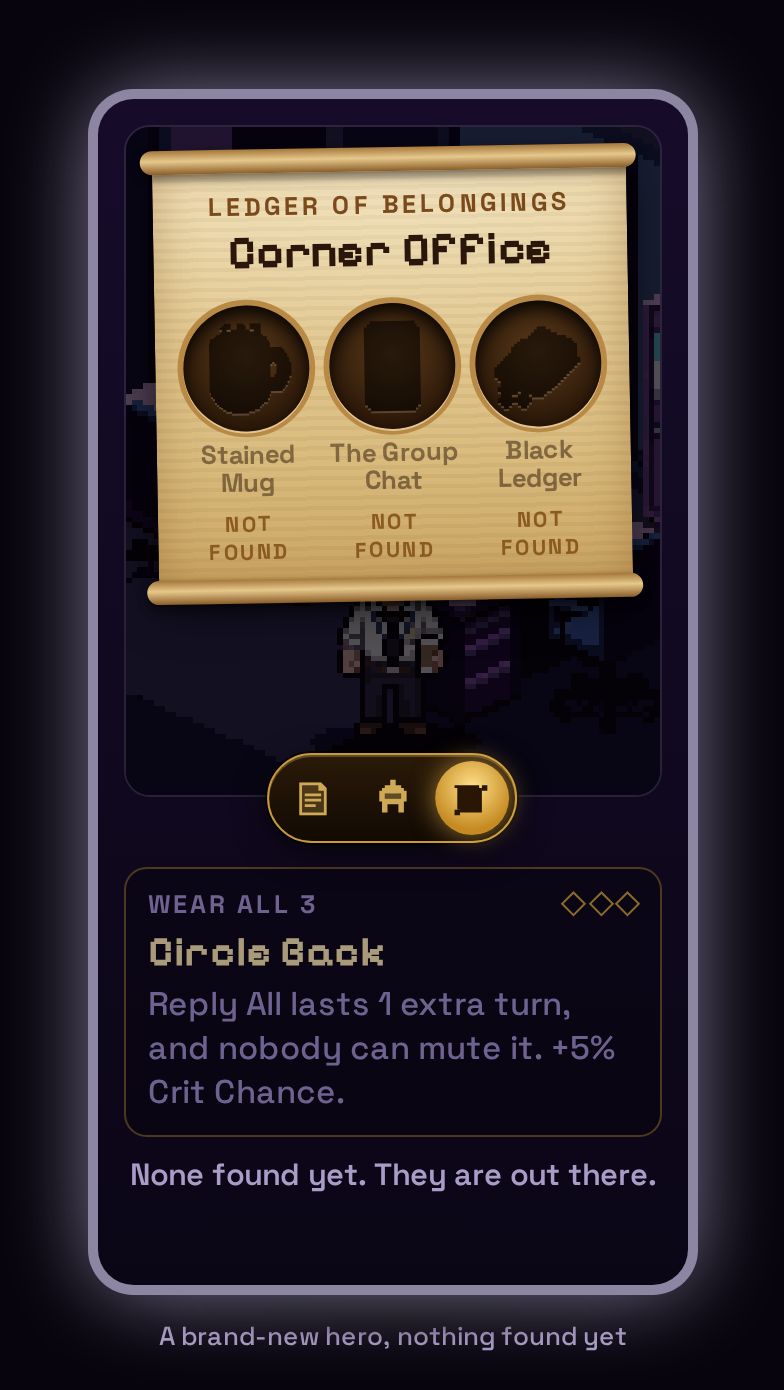 LEDGER OF BELONGINGS
Corner Office
Stained Mug
The Group Chat
Black Ledger
NOT FOUND
NOT FOUND
NOT FOUND
WEAR ALL 3
Circle Back
Reply All lasts 1 extra turn,
and nobody can mute it. +5%
Crit Chance.
None found yet. They are out there.
A brand-new hero, nothing found yet